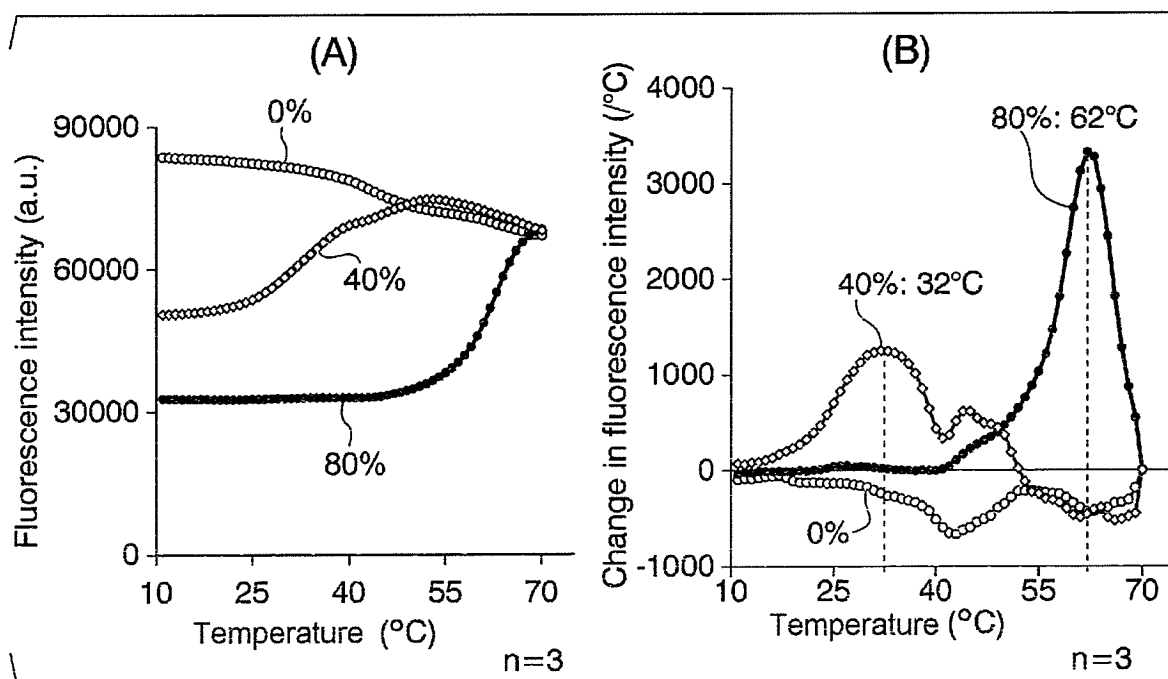 (A)
0%
90000
60000
30000
0
40%
80%
Fluorescence intensity (a.u.)
10 25 40 55 70
Temperature (°C)
n=3
(B)
4000
3000
2000
1000
0
-1000
80%: 62°C
40%: 32°C
0%
Change in fluorescence intensity (/°C)
10 25 40 55 70
Temperature (°C)
n=3